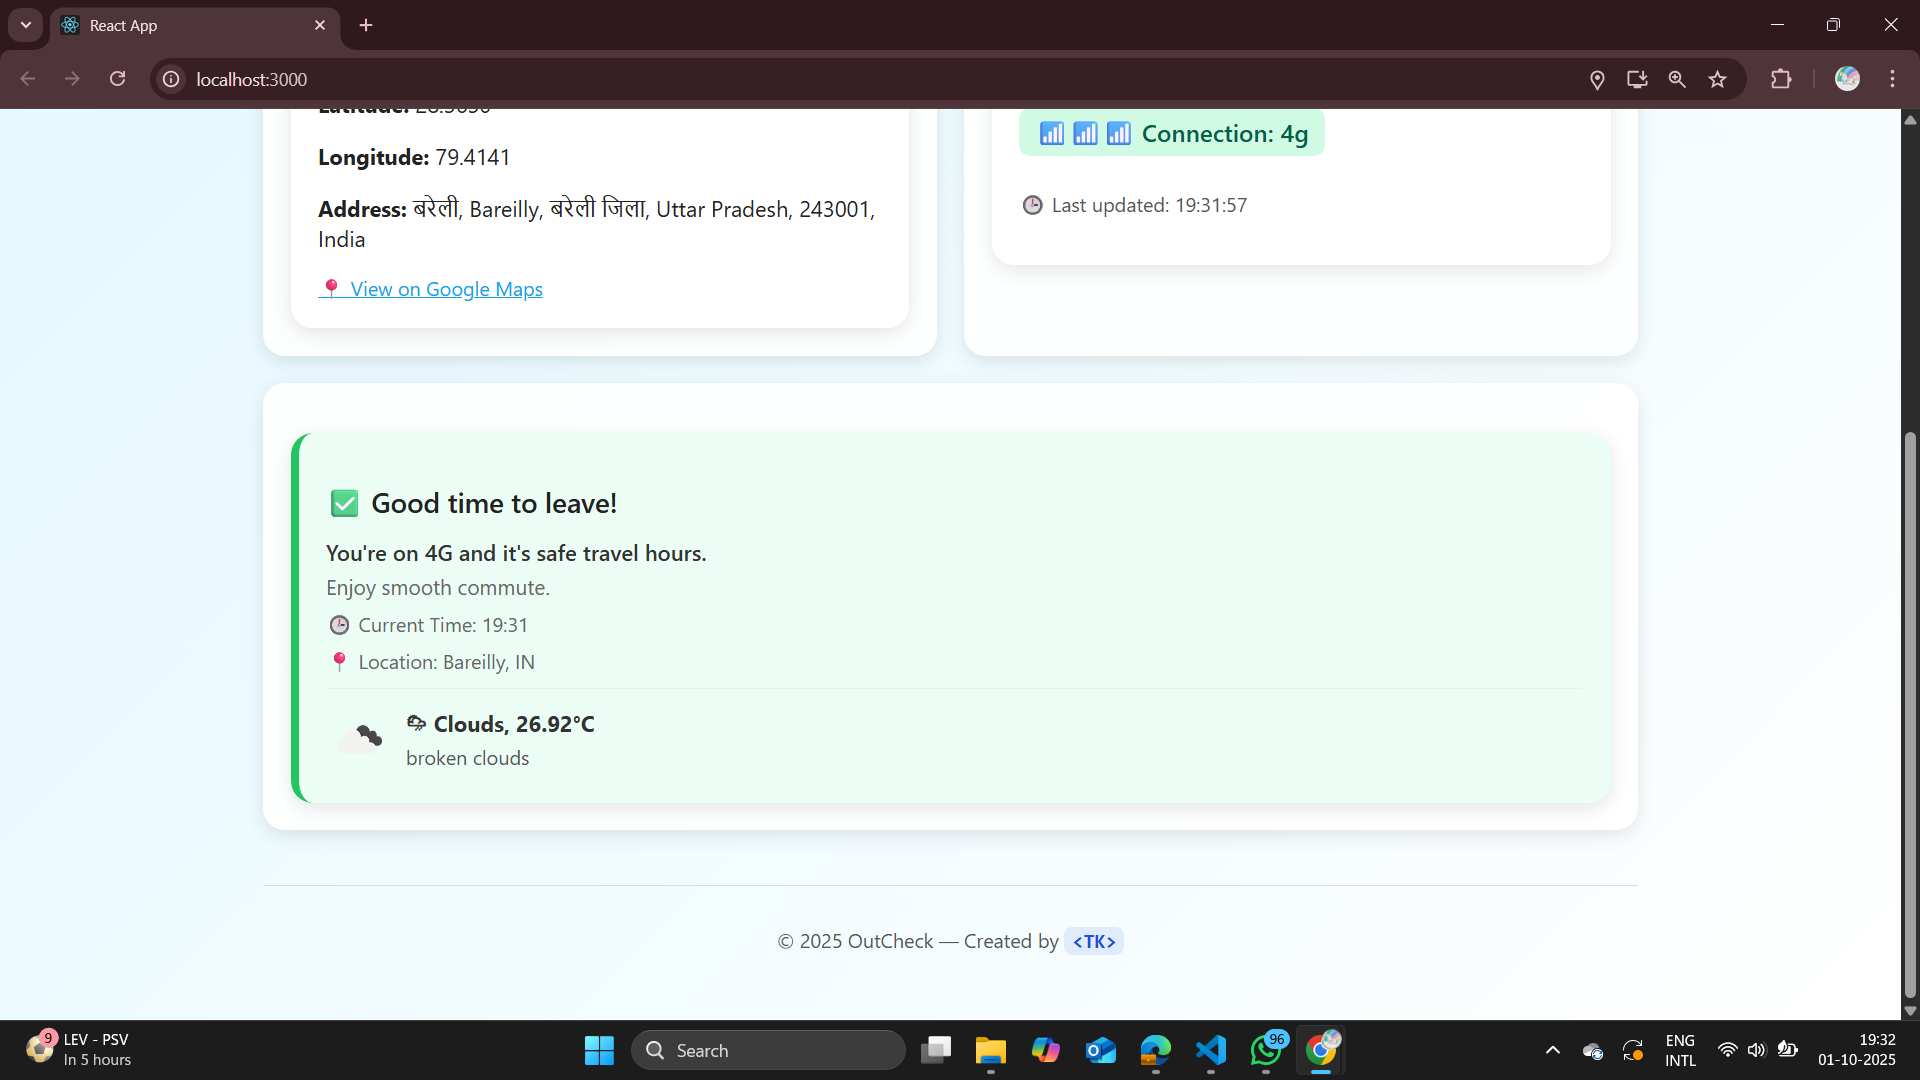 React App
localhost:3000
Latitude: 28.3050
Longitude: 79.4141
Address: बरेली, Bareilly, बरेली जिला, Uttar Pradesh, 243001,
India
View on Google Maps
Connection: 4g
Last updated: 19:31:57
Good time to leave!
You're on 4G and it's safe travel hours.
Enjoy smooth commute.
Current Time: 19:31
Location: Bareilly, IN
Clouds, 26.92°C
broken clouds
© 2025 OutCheck — Created by <TK>
9
LEV - PSV
In 5 hours
Search
96
ENG
INTL
19:32
01-10-2025